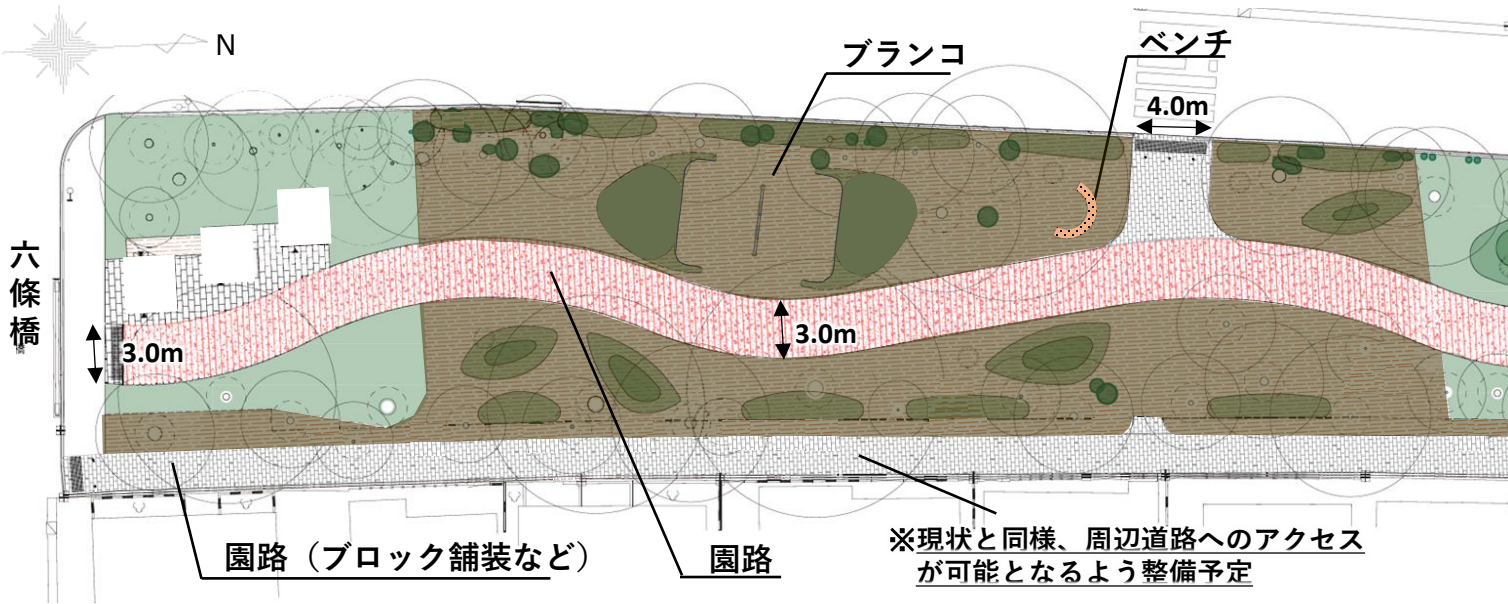 N
ブランコ
ベンチ
4.0m
六條橋
橋
3.0m
3.0m
園路（ブロック舗装など）
園路
※現状と同様、周辺道路へのアクセス
が可能となるよう整備予定